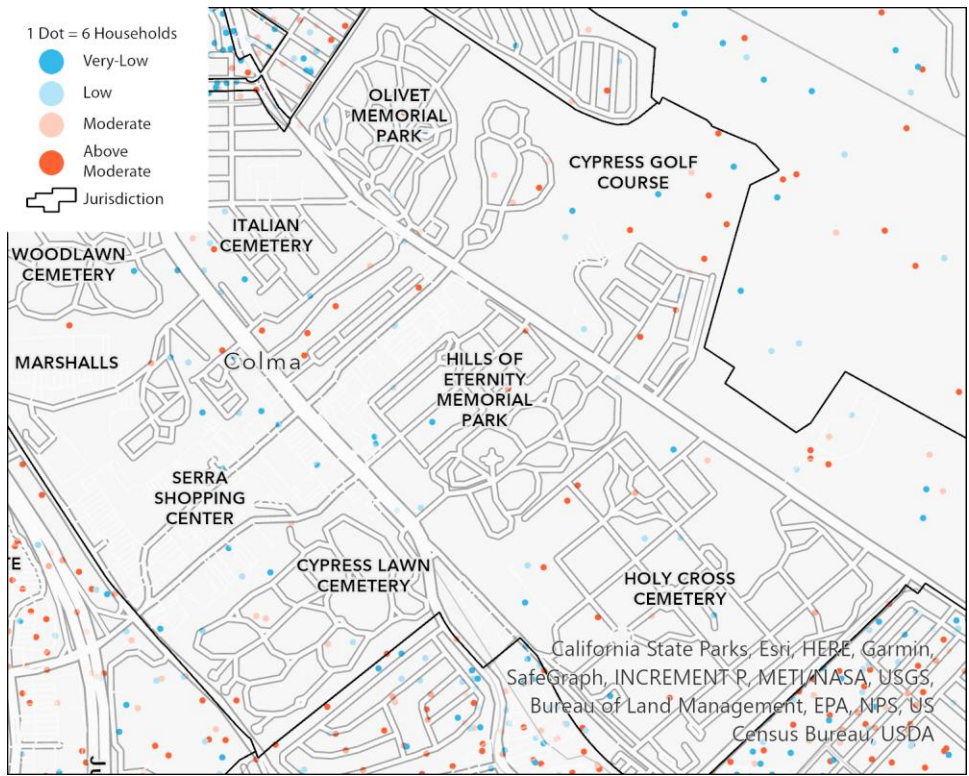 1 Dot = 6 Households
Very-Low
Low
Moderate
Above
Moderate
Jurisdiction
OLIVET
MEMORIAL
PARK
CYPRESS GOLF
COURSE
ITALIAN
CEMETERY
WOODLAWN
CEMETERY
MARSHALLS
Colma
HILLS OF
ETERNITY
MEMORIAL
PARK
SERRA
SHOPPING
CENTER
CYPRESS LAWN
CEMETERY
HOLY CROSS
CEMETERY
TE
Ju
California State Parks, Esri, HERE, Garmin,
SafeGraph, INCREMENT P, METI/NASA, USGS,
Bureau of Land Management, EPA, NPS, US
Census Bureau, USDA